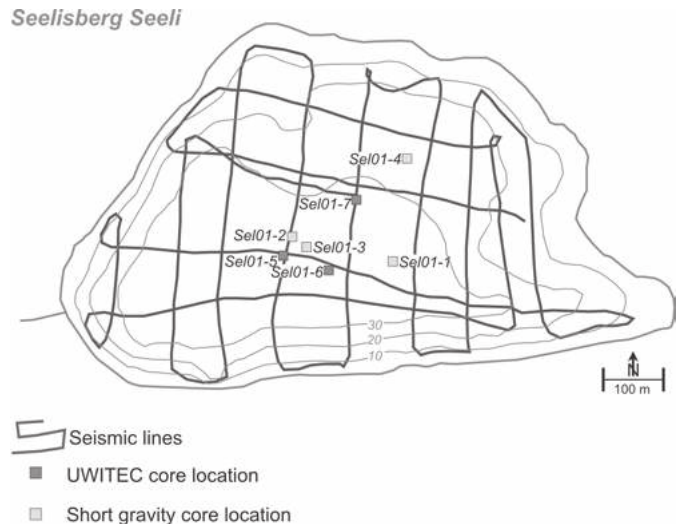 Seelisberg Seeli
Sel01-4
Sel01-7
Sel01-2
Sel01-3
Sel01-5
Sel01-6
Sel01-1
30
20
10
N
100 m
Seismic lines
UWITEC core location
Short gravity core location